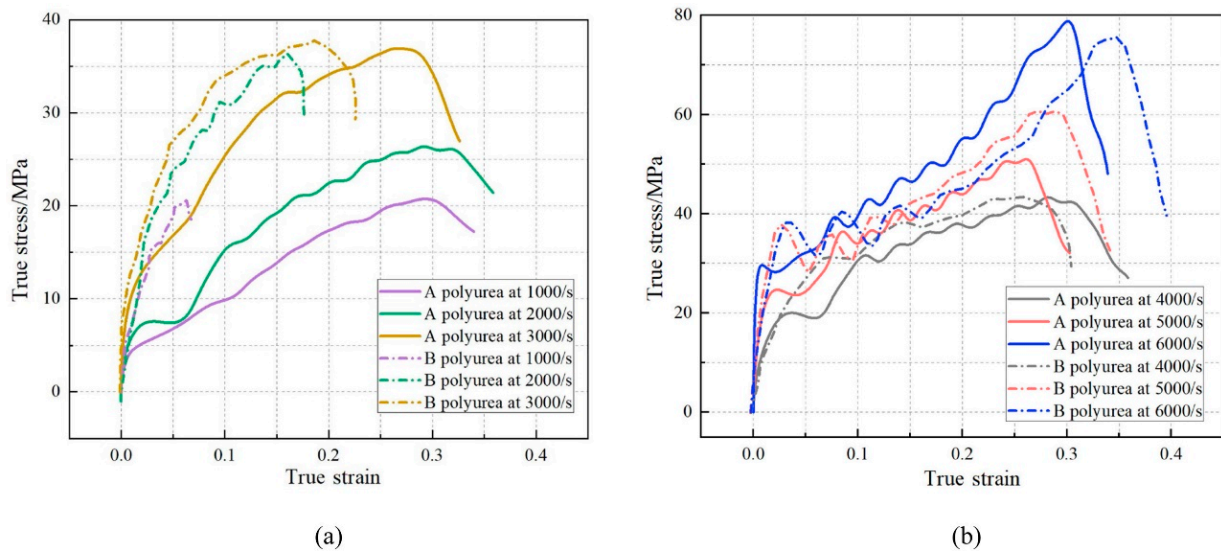 40
30
20
10
0
True stress/MPa
A polyurea at 1000/s
A polyurea at 2000/s
A polyurea at 3000/s
B polyurea at 1000/s
B polyurea at 2000/s
B polyurea at 3000/s
0.0 0.1 0.2 0.3 0.4
True strain
(a)
80
60
40
20
0
True stress/MPa
A polyurea at 4000/s
A polyurea at 5000/s
A polyurea at 6000/s
B polyurea at 4000/s
B polyurea at 5000/s
B polyurea at 6000/s
0.0 0.1 0.2 0.3 0.4
True strain
(b)